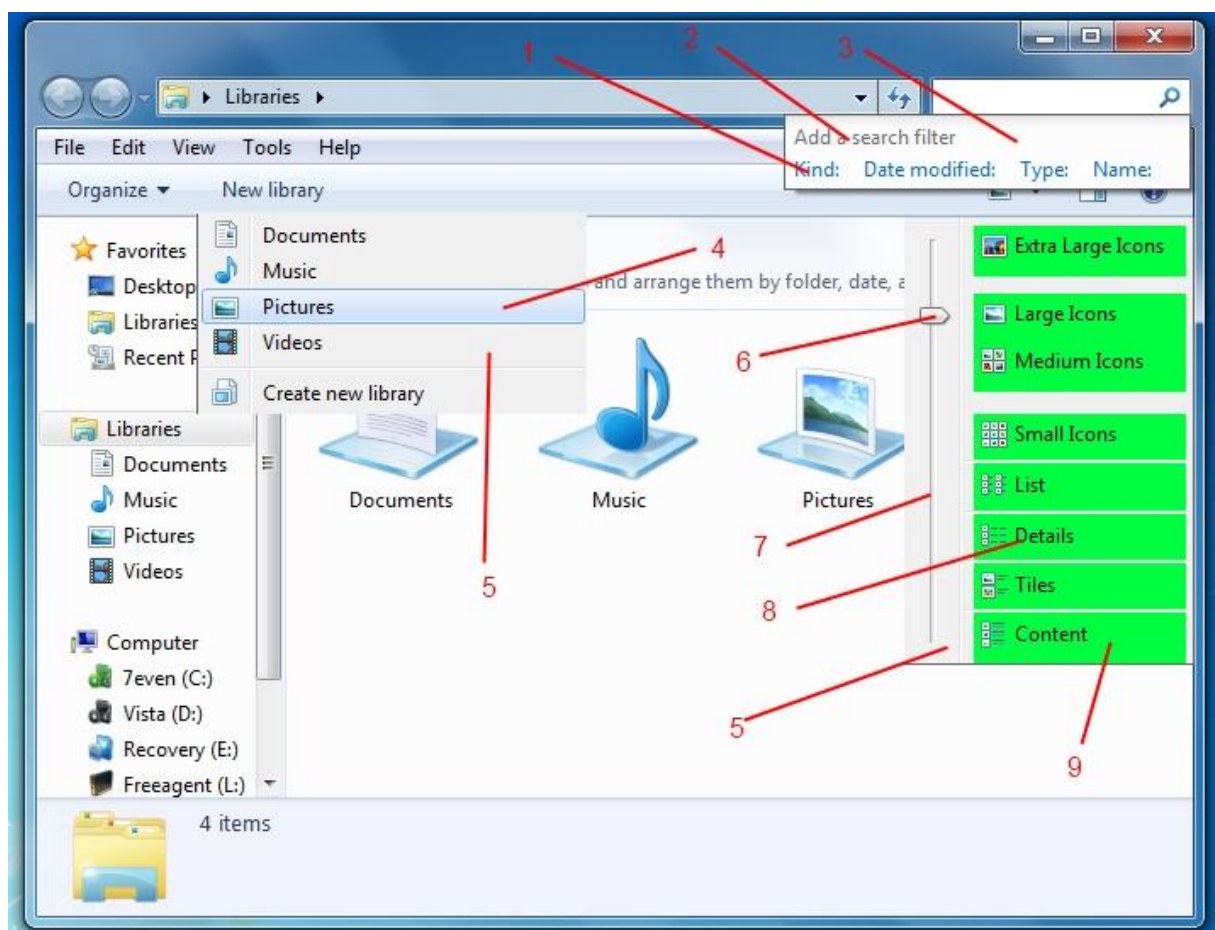 1
2
3
Libraries
Add a search filter
Kind: Date modified: Type: Name:
File Edit View Tools Help
Organize New library
Favorites
Desktop
Libraries
Recent
Libraries
Documents
Music
Pictures
Videos
Computer
7even (C:)
Vista (D:)
Recovery (E:)
Freeagent (L:)
Documents
Music
Pictures
Videos
Create new library
4
and arrange them by folder, date, a
Documents Music Pictures
5
6
7
8
5
9
Extra Large Icons
Large Icons
Medium Icons
Small Icons
List
Details
Tiles
Content
4 items